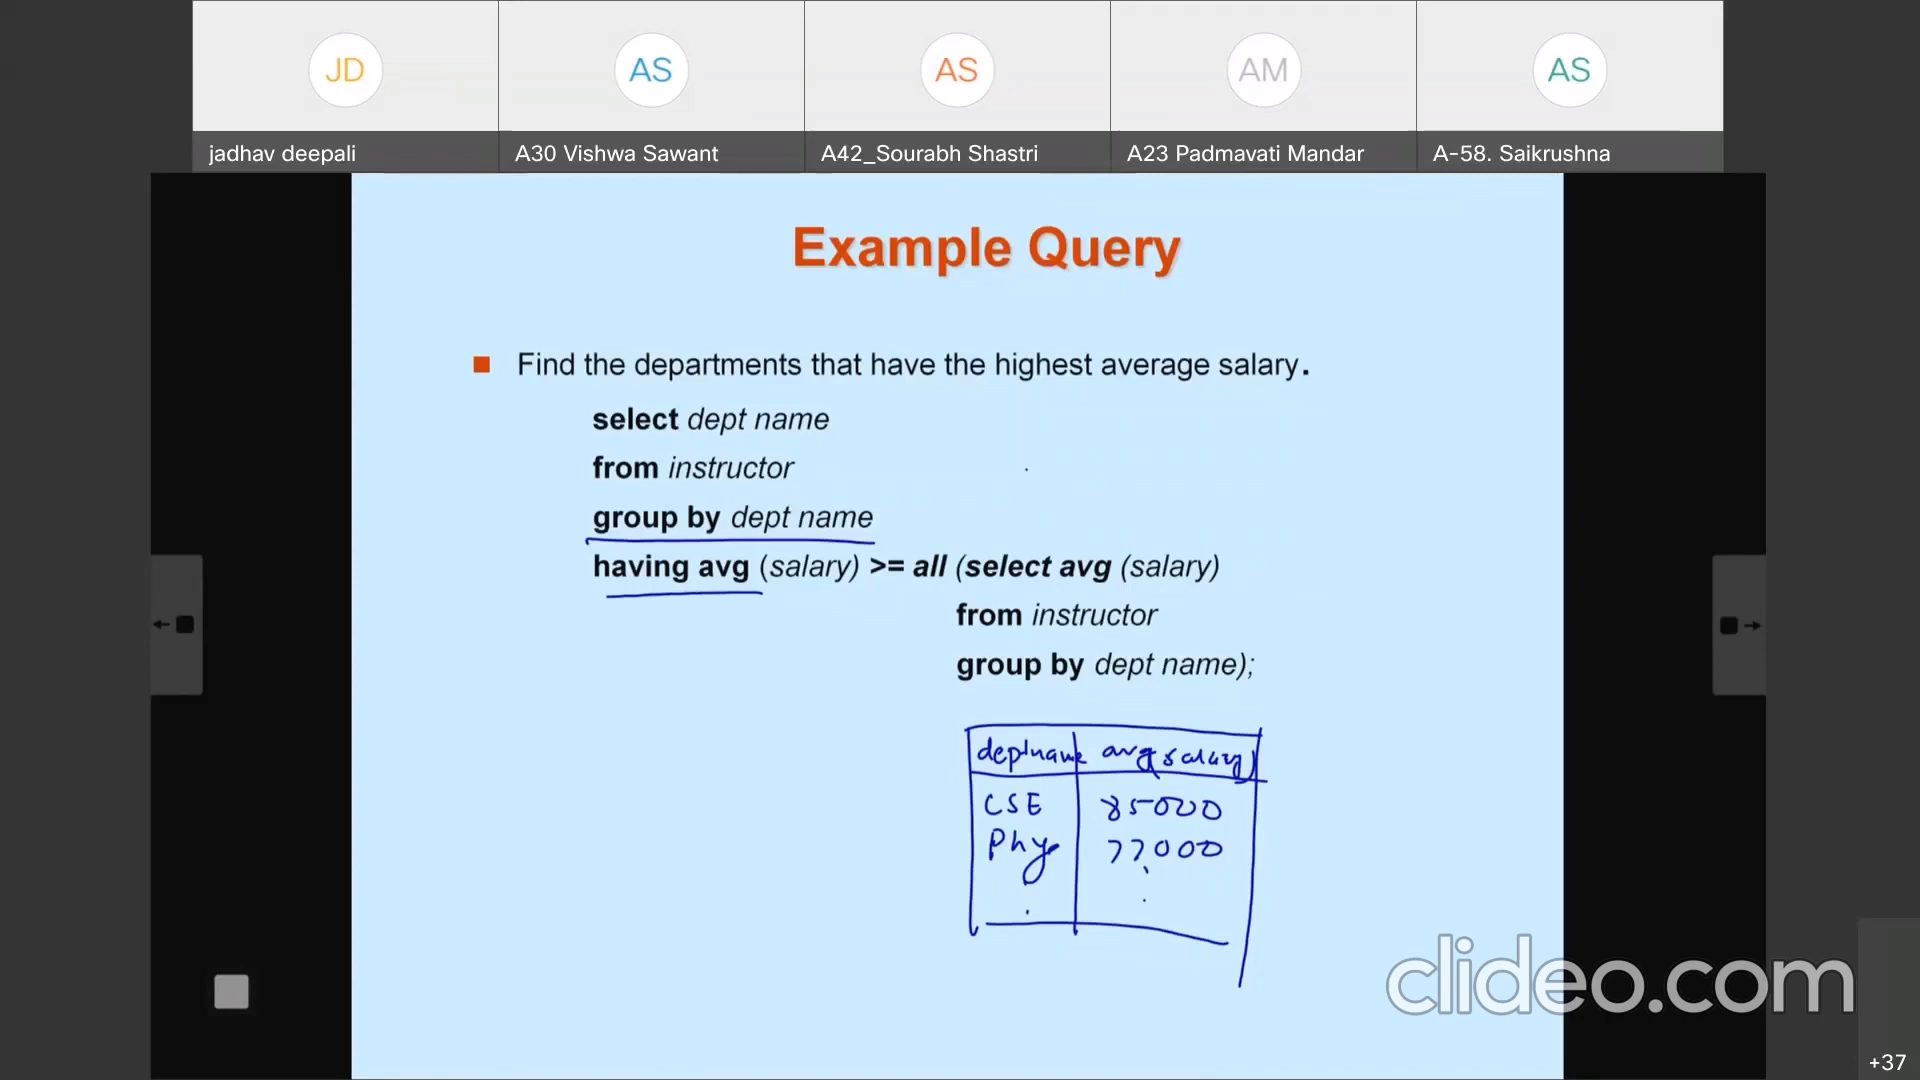 JD
AS
AS
AM
AS
jadhav deepali
A30 Vishwa Sawant
A42_Sourabh Shastri
A23 Padmavati Mandar
A-58. Saikrushna
Example Query
Find the departments that have the highest average salary.
select dept name
from instructor
group by dept name
having avg (salary) >= all (select avg (salary)
from instructor
group by dept name);
deptname avg(salary)
CSE 85000
Phy 77000
clideo.com
+37